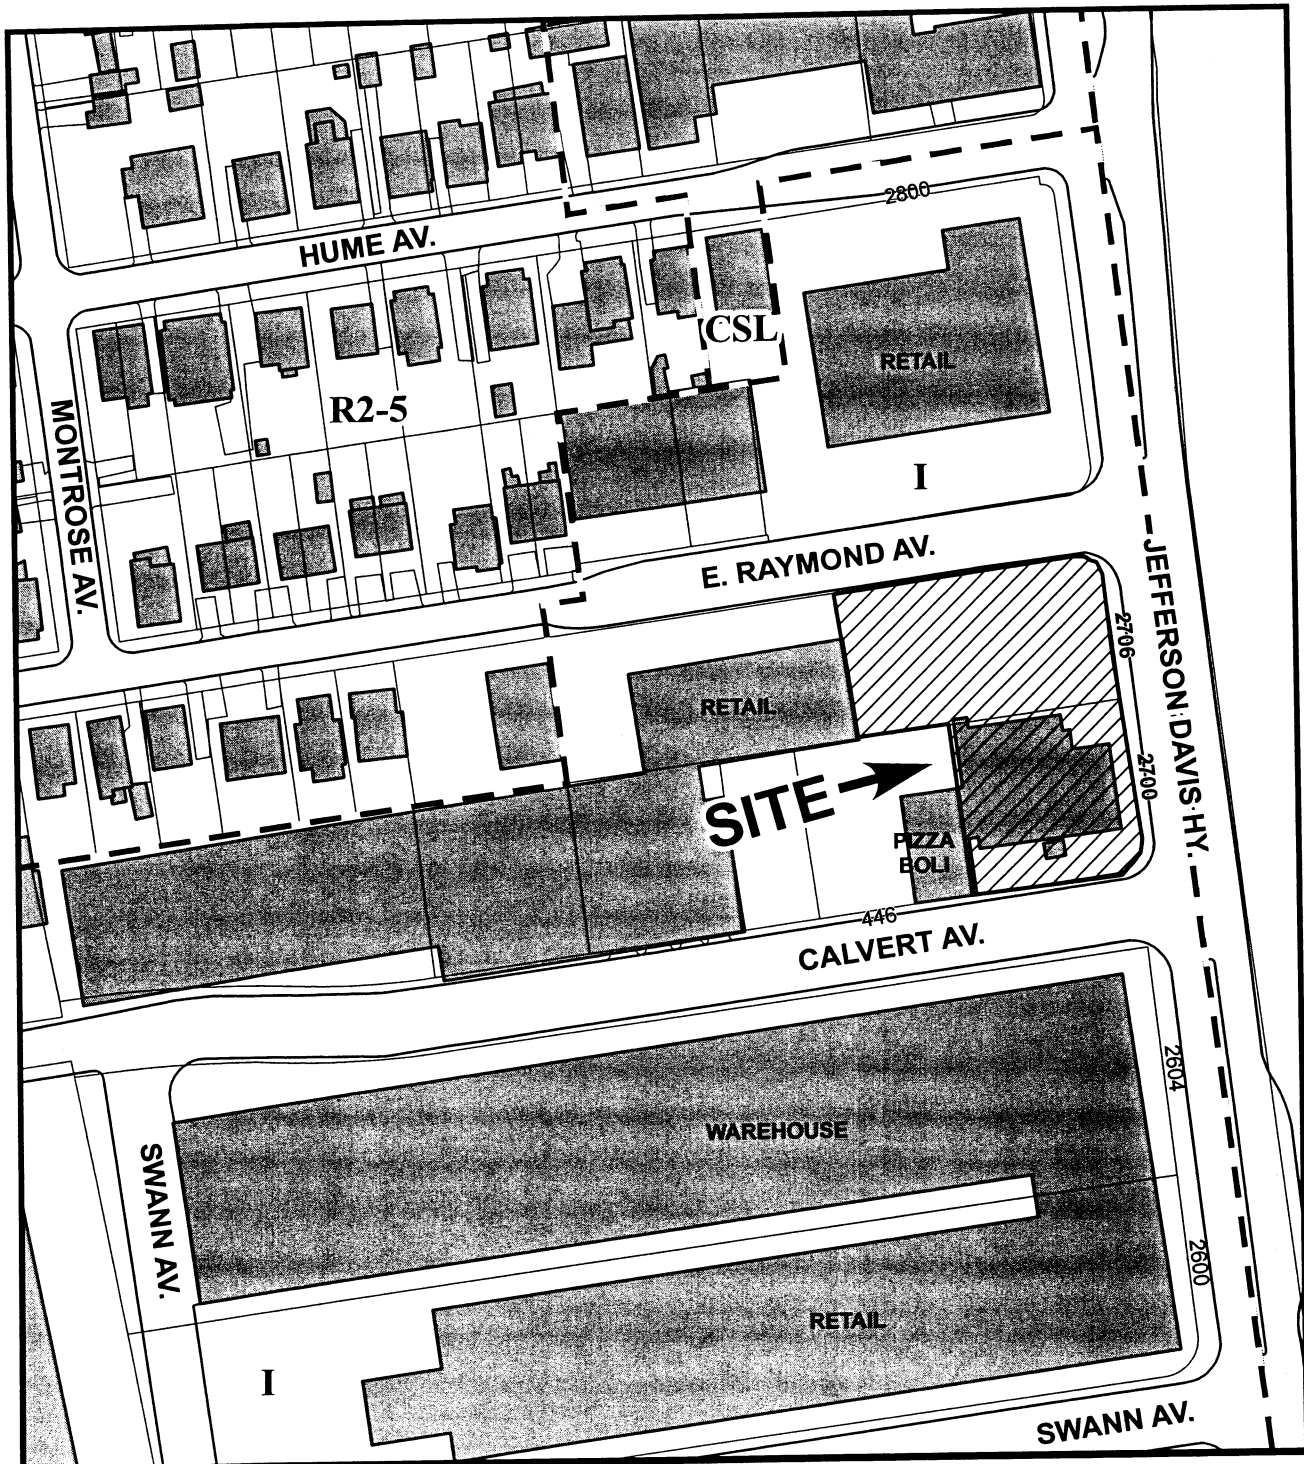 2800
HUME AV.
CSL
RETAIL
R2-5
MONTROSE AV.
I
E. RAYMOND AV.
JEFFERSON DAVIS HY.
2706
RETAIL
2700
SITE
PIZZA
BOLI
446
CALVERT AV.
2604
WAREHOUSE
SWANN AV.
2600
RETAIL
I
SWANN AV.